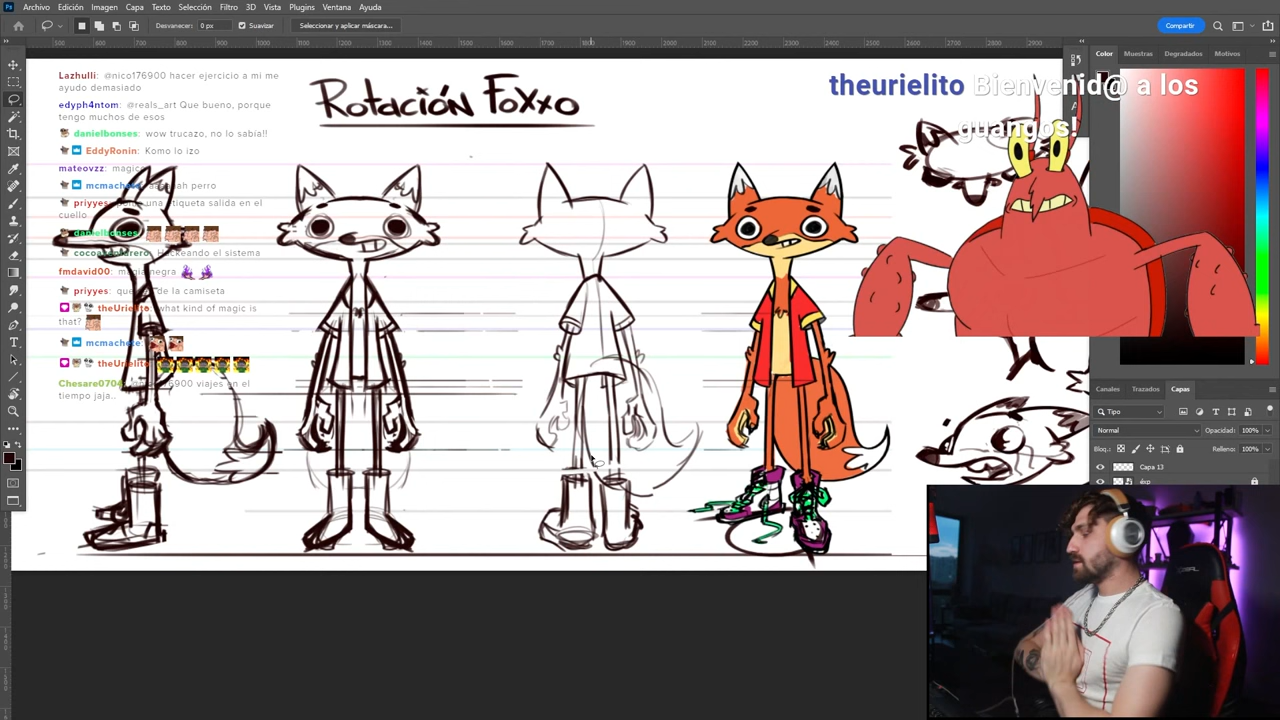 Ps Archivo Edición Imagen Capa Texto Selección Filtro 3D Vista Plugins Ventana Ayuda
Desvanecer: 0 px Suavizar Seleccionar y aplicar máscara... Compartir
Color Muestras Degradados Motivos
theurielito Bienvenid@ a los
guangos!
Rotación Foxxo
Lazhulli: @nico176900 hacer ejercicio a mi me
ayudo demasiado
edyph4ntom: @reals_art Que bueno, porque
tengo muchos de esos
danielbonses: wow trucazo, no lo sabía!!
EddyRonin: Komo lo izo
mateovzz: magic
mcmachete: perro
priyyes: una etiqueta salida en el
cuello
danielbonses:
Hackeando el sistema
fmdavid00: magia negra
priyyes: de la camiseta
theUrielito: what kind of magic is
that?
mcmachete:
theUrielito:
Chesare0704: viajes en el
tiempo jaja..
Canales Trazados Capas
Tipo
Normal Opacidad: 100%
Relleno: 100%
Capa 13
exp